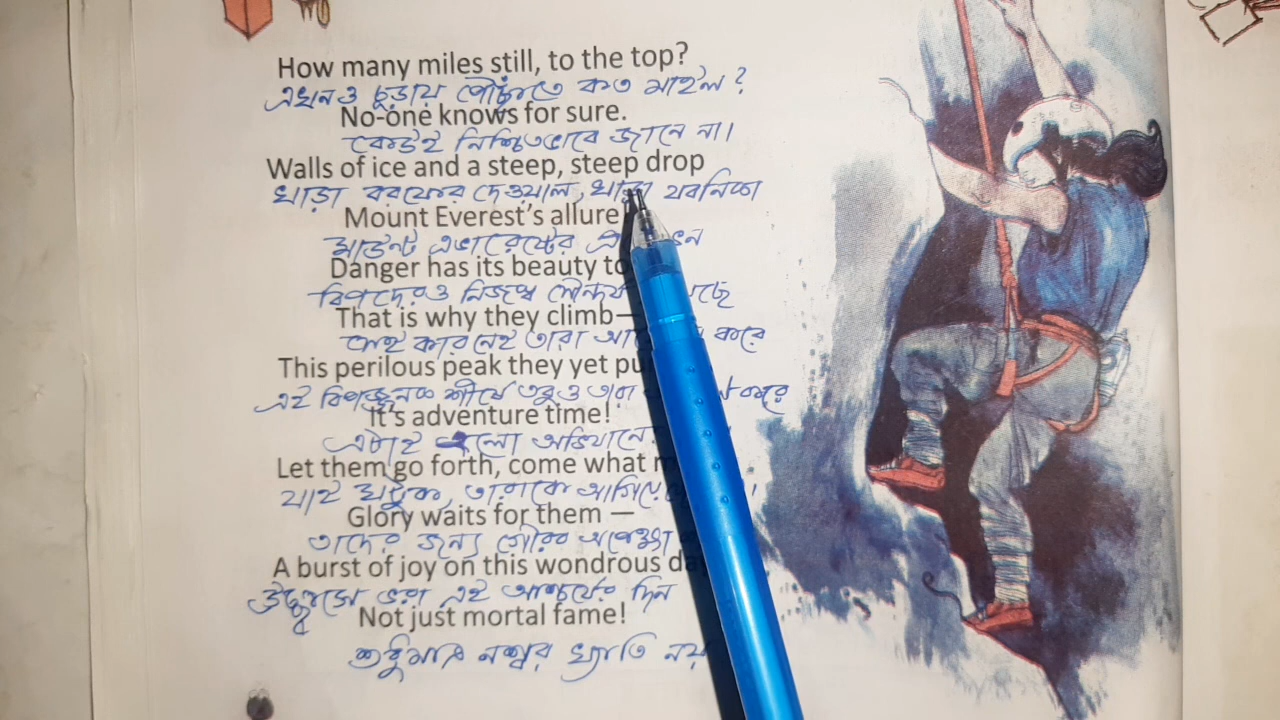 How many miles still, to the top?
এখনও চূড়ায় পৌঁছাতে কত মাইল?
No-one knows for sure.
কেউই নিশ্চিতভাবে জানে না।
Walls of ice and a steep, steep drop
খাড়া বরফের দেওয়াল, খাড়া যবনিকা
Mount Everest's allure
মাউন্ট এভারেস্টের
Danger has its beauty
বিপদেরও নিজস্ব
That is why they climb—
সেই কারনেই তারা করে
This perilous peak they yet
এই বিপজ্জনক শীর্ষে তবুও তারা করে
It's adventure time!
এটাই হলো
Let them go forth, come what
যাই ঘটুক, তাদেরকে
Glory waits for them —
তাদের জন্য গৌরব
A burst of joy on this wondrous
উচ্ছ্বাসে ভরা এই আশ্চর্যের দিন
Not just mortal fame!
শুধুমাত্র নশ্বর খ্যাতি নয়